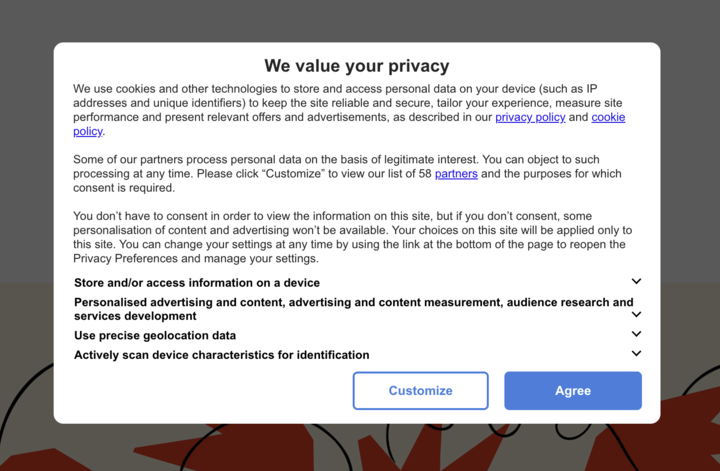 We value your privacy
We use cookies and other technologies to store and access personal data on your device (such as IP
addresses and unique identifiers) to keep the site reliable and secure, tailor your experience, measure site
performance and present relevant offers and advertisements, as described in our privacy policy and cookie
policy.
Some of our partners process personal data on the basis of legitimate interest. You can object to such
processing at any time. Please click “Customize” to view our list of 58 partners and the purposes for which
consent is required.
You don’t have to consent in order to view the information on this site, but if you don’t consent, some
personalisation of content and advertising won’t be available. Your choices on this site will be applied only to
this site. You can change your settings at any time by using the link at the bottom of the page to reopen the
Privacy Preferences and manage your settings.
Store and/or access information on a device
Personalised advertising and content, advertising and content measurement, audience research and
services development
Use precise geolocation data
Actively scan device characteristics for identification
Customize Agree